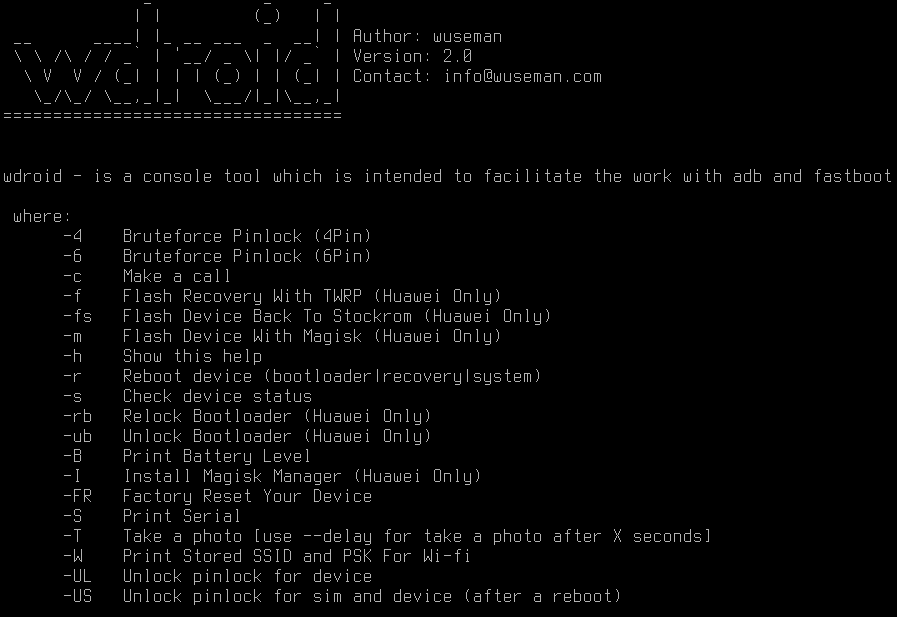 wdroid
Author: wuseman
Version: 2.0
Contact: info@wuseman.com
==================================
wdroid - is a console tool which is intended to facilitate the work with adb and fastboot
where:
-4 Bruteforce Pinlock (4Pin)
-6 Bruteforce Pinlock (6Pin)
-c Make a call
-f Flash Recovery With TWRP (Huawei Only)
-fs Flash Device Back To Stockrom (Huawei Only)
-m Flash Device With Magisk (Huawei Only)
-h Show this help
-r Reboot device (bootloader|recovery|system)
-s Check device status
-rb Relock Bootloader (Huawei Only)
-ub Unlock Bootloader (Huawei Only)
-B Print Battery Level
-I Install Magisk Manager (Huawei Only)
-FR Factory Reset Your Device
-S Print Serial
-T Take a photo [use --delay for take a photo after X seconds]
-W Print Stored SSID and PSK For Wi-fi
-UL Unlock pinlock for device
-US Unlock pinlock for sim and device (after a reboot)